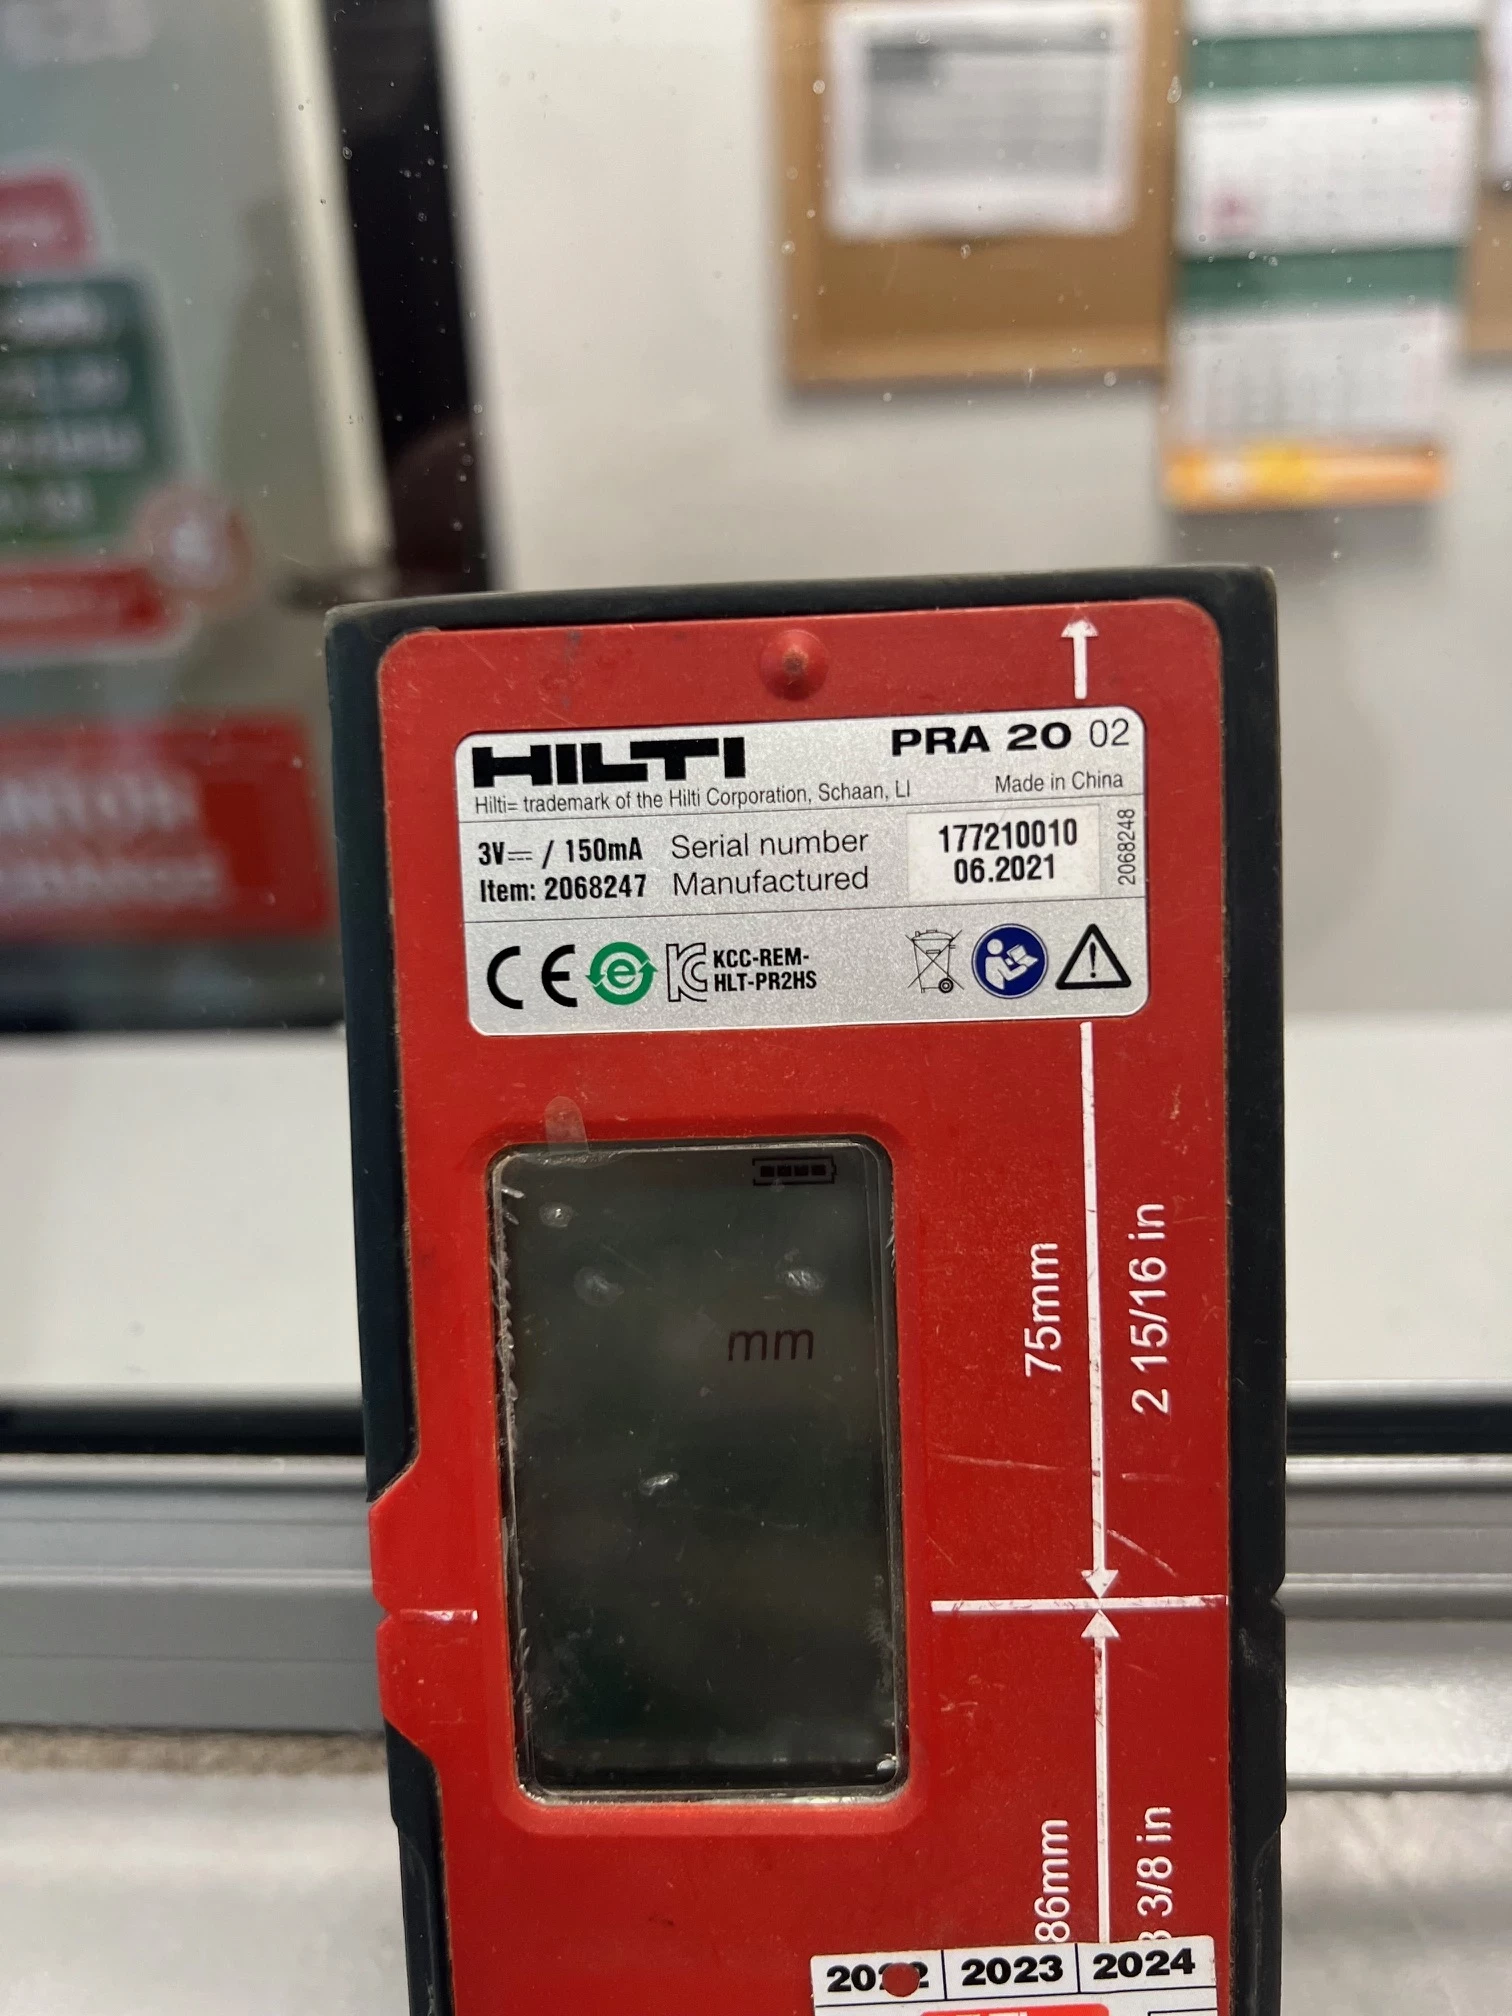 HILTI
PRA 20 02
Hilti= trademark of the Hilti Corporation, Schaan, LI
Made in China
3V⎓ / 150mA
Serial number
177210010
Item: 2068247
Manufactured
06.2021
2068248
CE
e
KCC-REM-
HLT-PR2HS
mm
75mm
2 15/16 in
86mm
3/8 in
2022
2023
2024